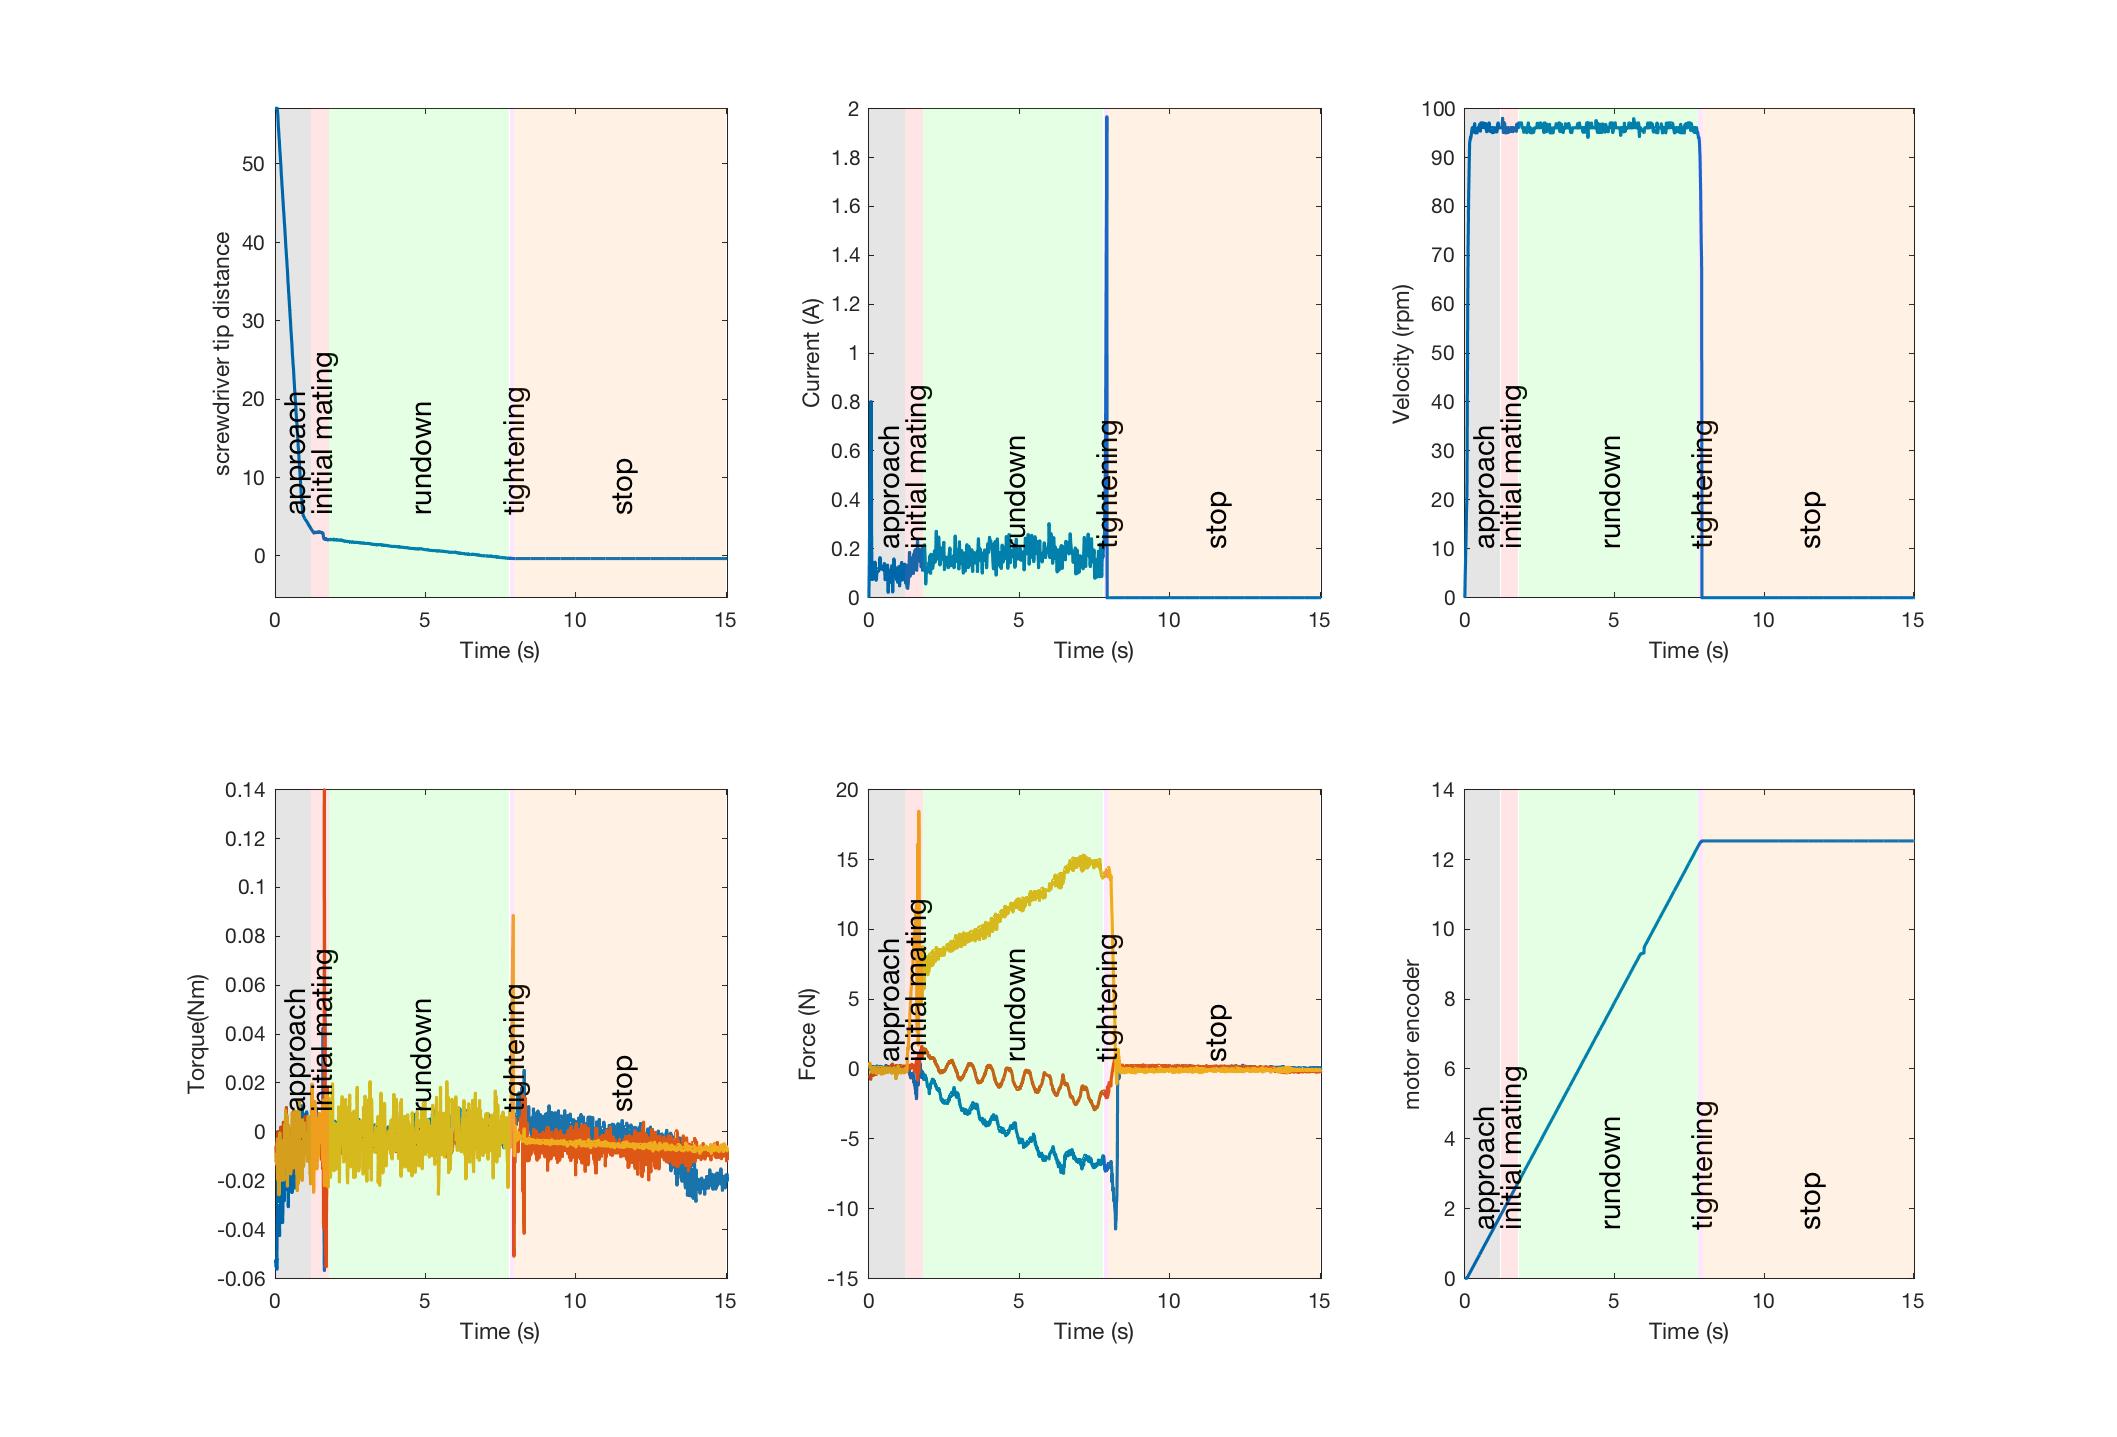 screwdriver tip distance
50
40
30
20
10
0
approach
initial mating
rundown
tightening
stop
0 5 10 15
Time (s)
Current (A)
2
1.8
1.6
1.4
1.2
1
0.8
0.6
0.4
0.2
0
approach
initial mating
rundown
tightening
stop
0 5 10 15
Time (s)
Velocity (rpm)
100
90
80
70
60
50
40
30
20
10
0
approach
initial mating
rundown
tightening
stop
0 5 10 15
Time (s)
Torque(Nm)
0.14
0.12
0.1
0.08
0.06
0.04
0.02
0
-0.02
-0.04
-0.06
approach
initial mating
rundown
tightening
stop
0 5 10 15
Time (s)
Force (N)
20
15
10
5
0
-5
-10
-15
approach
initial mating
rundown
tightening
stop
0 5 10 15
Time (s)
motor encoder
14
12
10
8
6
4
2
0
approach
initial mating
rundown
tightening
stop
0 5 10 15
Time (s)